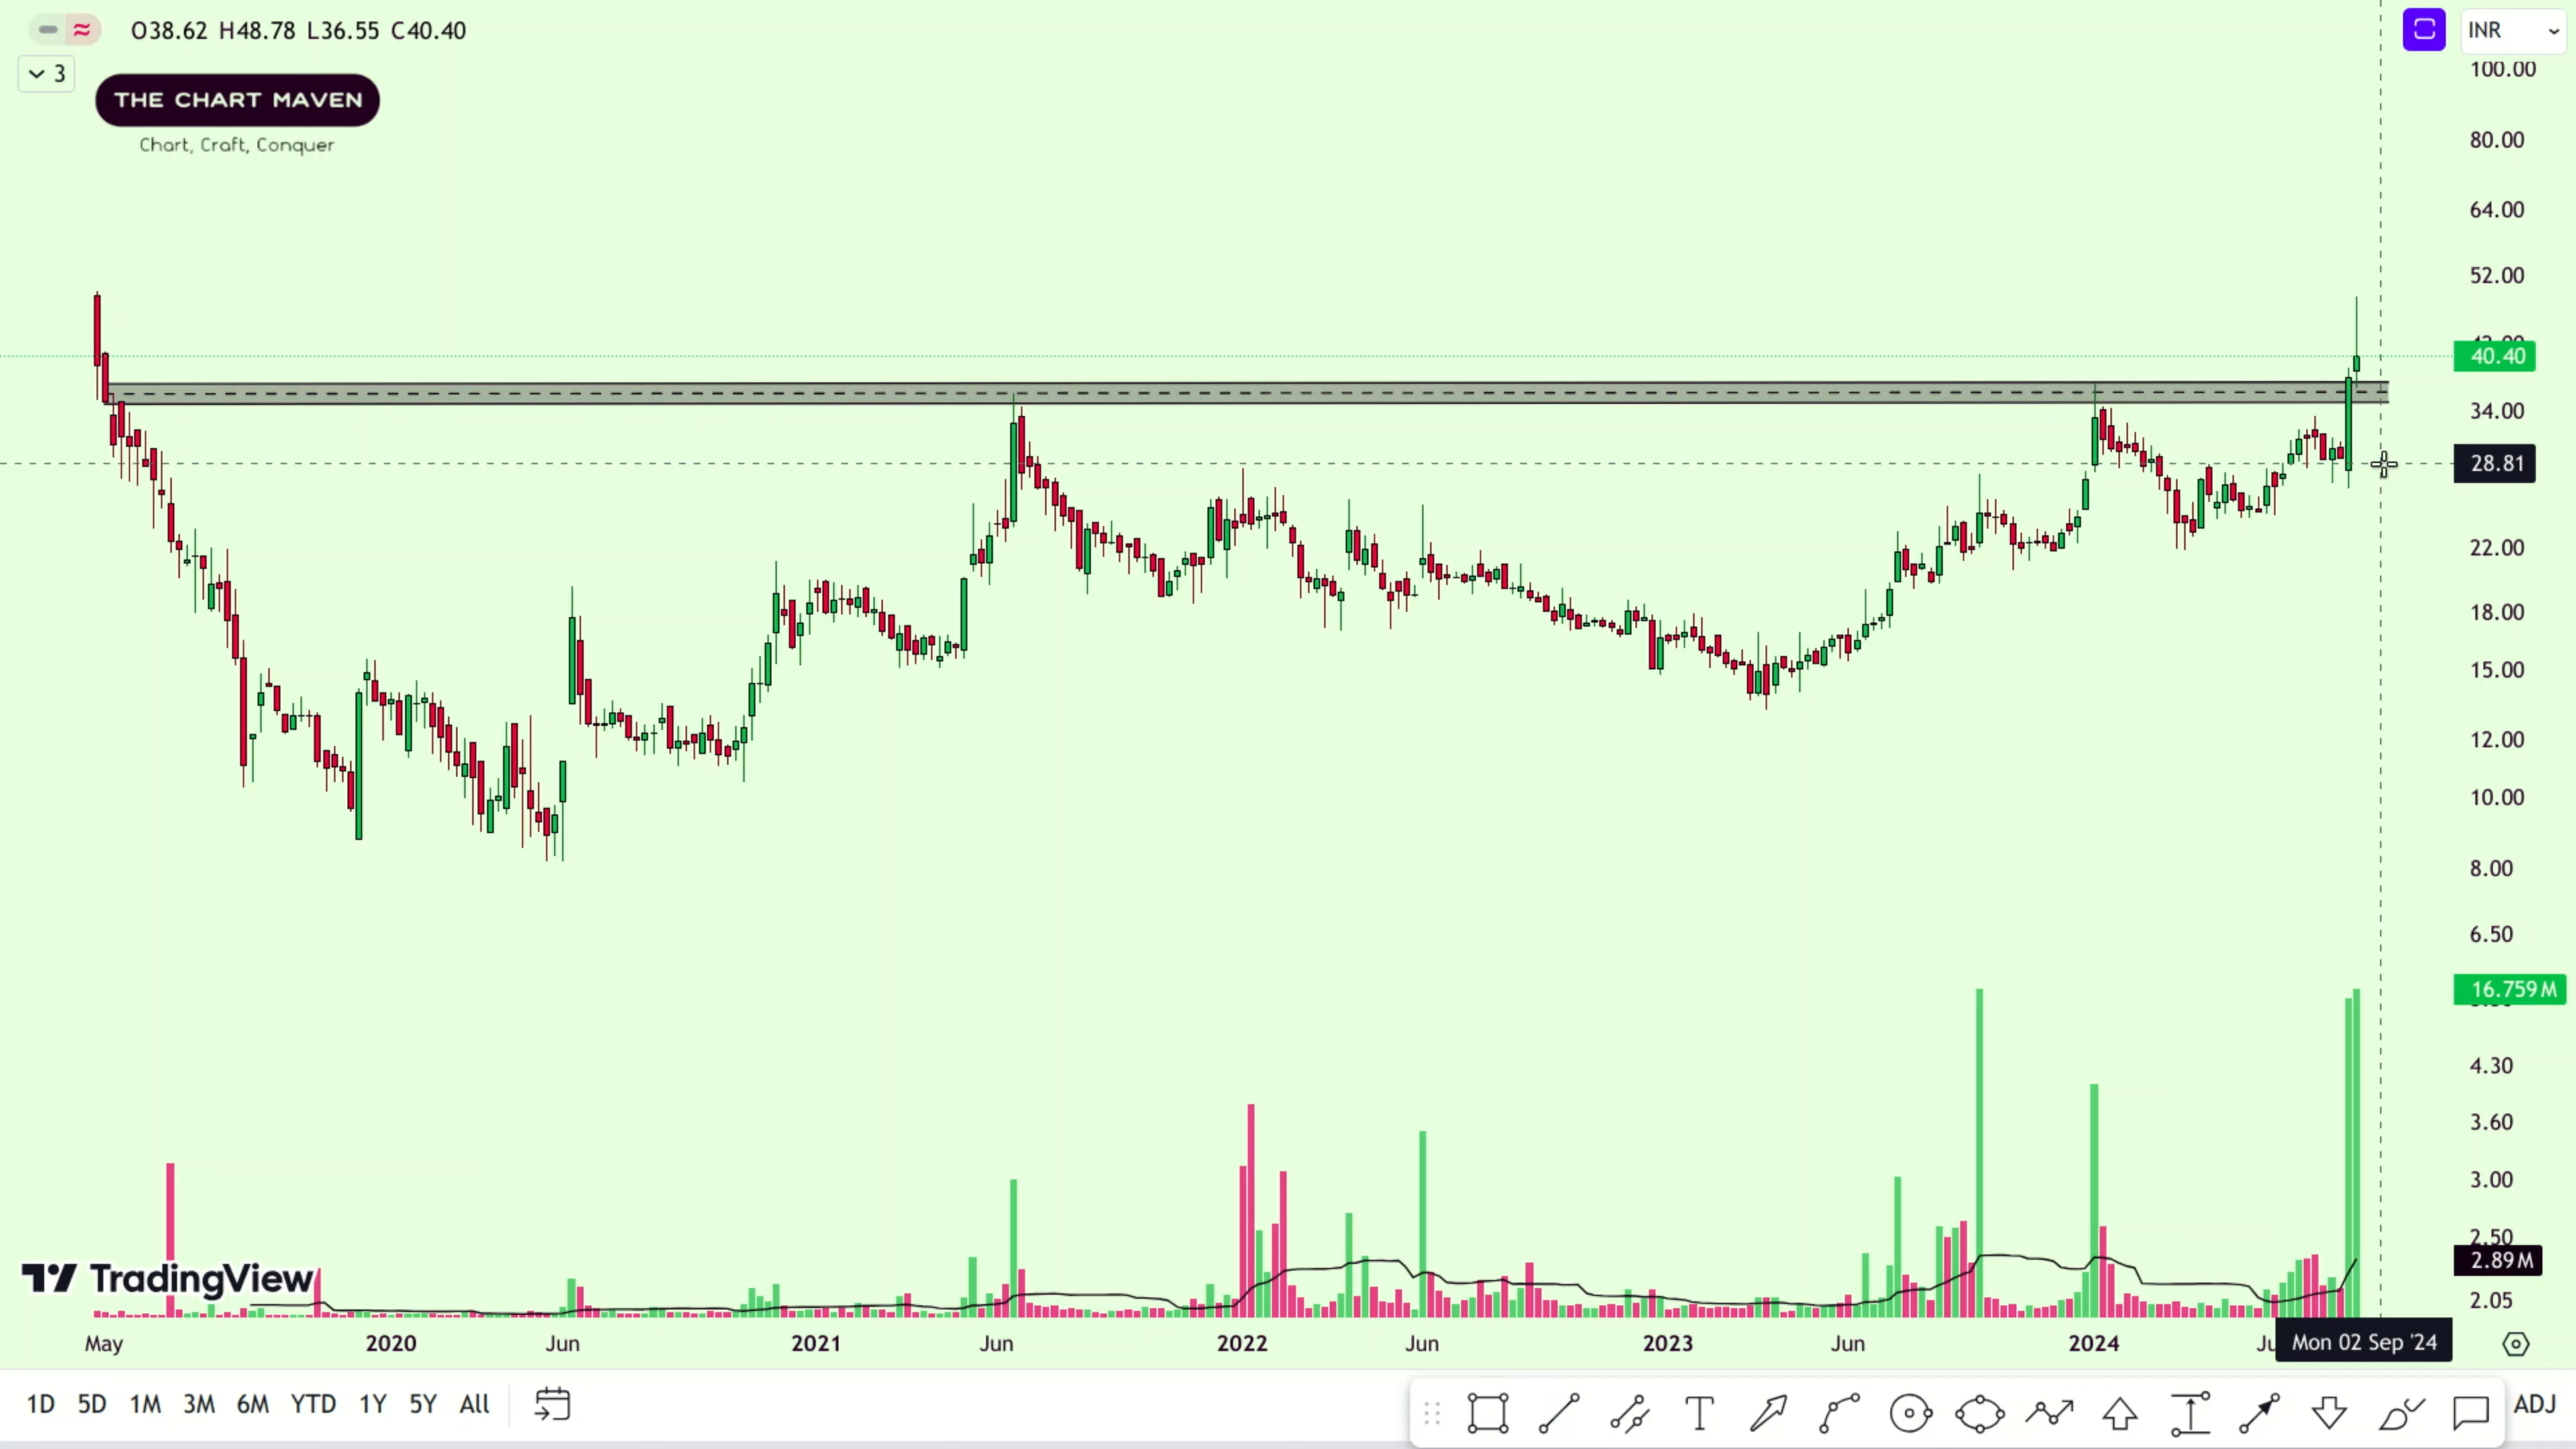 O38.62 H48.78 L36.55 C40.40
INR
3
THE CHART MAVEN
Chart, Craft, Conquer
100.00
80.00
64.00
52.00
40.40
34.00
28.81
22.00
18.00
15.00
12.00
10.00
8.00
6.50
16.759M
4.30
3.60
3.00
2.50
2.89M
2.05
TradingView
May 2020 Jun 2021 Jun 2022 Jun 2023 Jun 2024 Mon 02 Sep '24
1D 5D 1M 3M 6M YTD 1Y 5Y All
T
ADJ